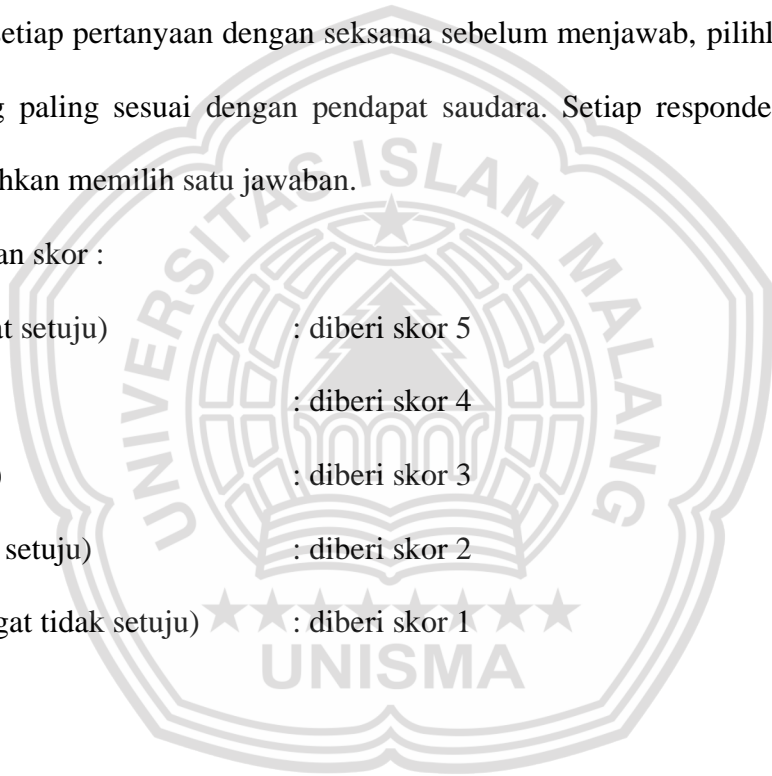 setiap pertanyaan dengan seksama sebelum menjawab, pilihl
g paling sesuai dengan pendapat saudara. Setiap responde
hkan memilih satu jawaban.
an skor :
at setuju) : diberi skor 5
: diberi skor 4
) : diberi skor 3
setuju) : diberi skor 2
gat tidak setuju) : diberi skor 1
UNIVERSITAS ISLAM MALANG
UNISMA